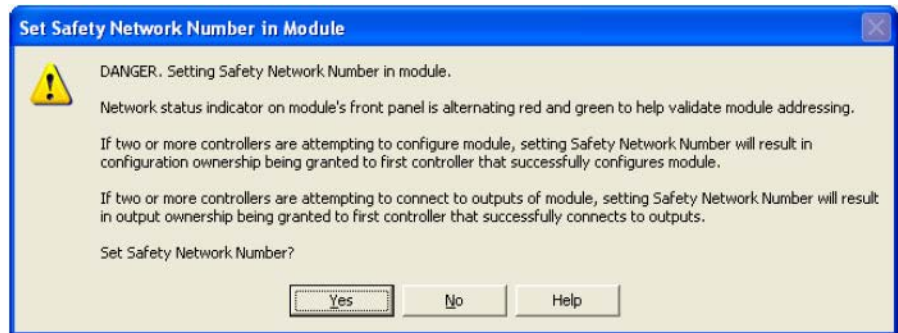 Set Safety Network Number in Module
DANGER. Setting Safety Network Number in module.
Network status indicator on module's front panel is alternating red and green to help validate module addressing.
If two or more controllers are attempting to configure module, setting Safety Network Number will result in
configuration ownership being granted to first controller that successfully configures module.
If two or more controllers are attempting to connect to outputs of module, setting Safety Network Number will result
in output ownership being granted to first controller that successfully connects to outputs.
Set Safety Network Number?
Yes No Help